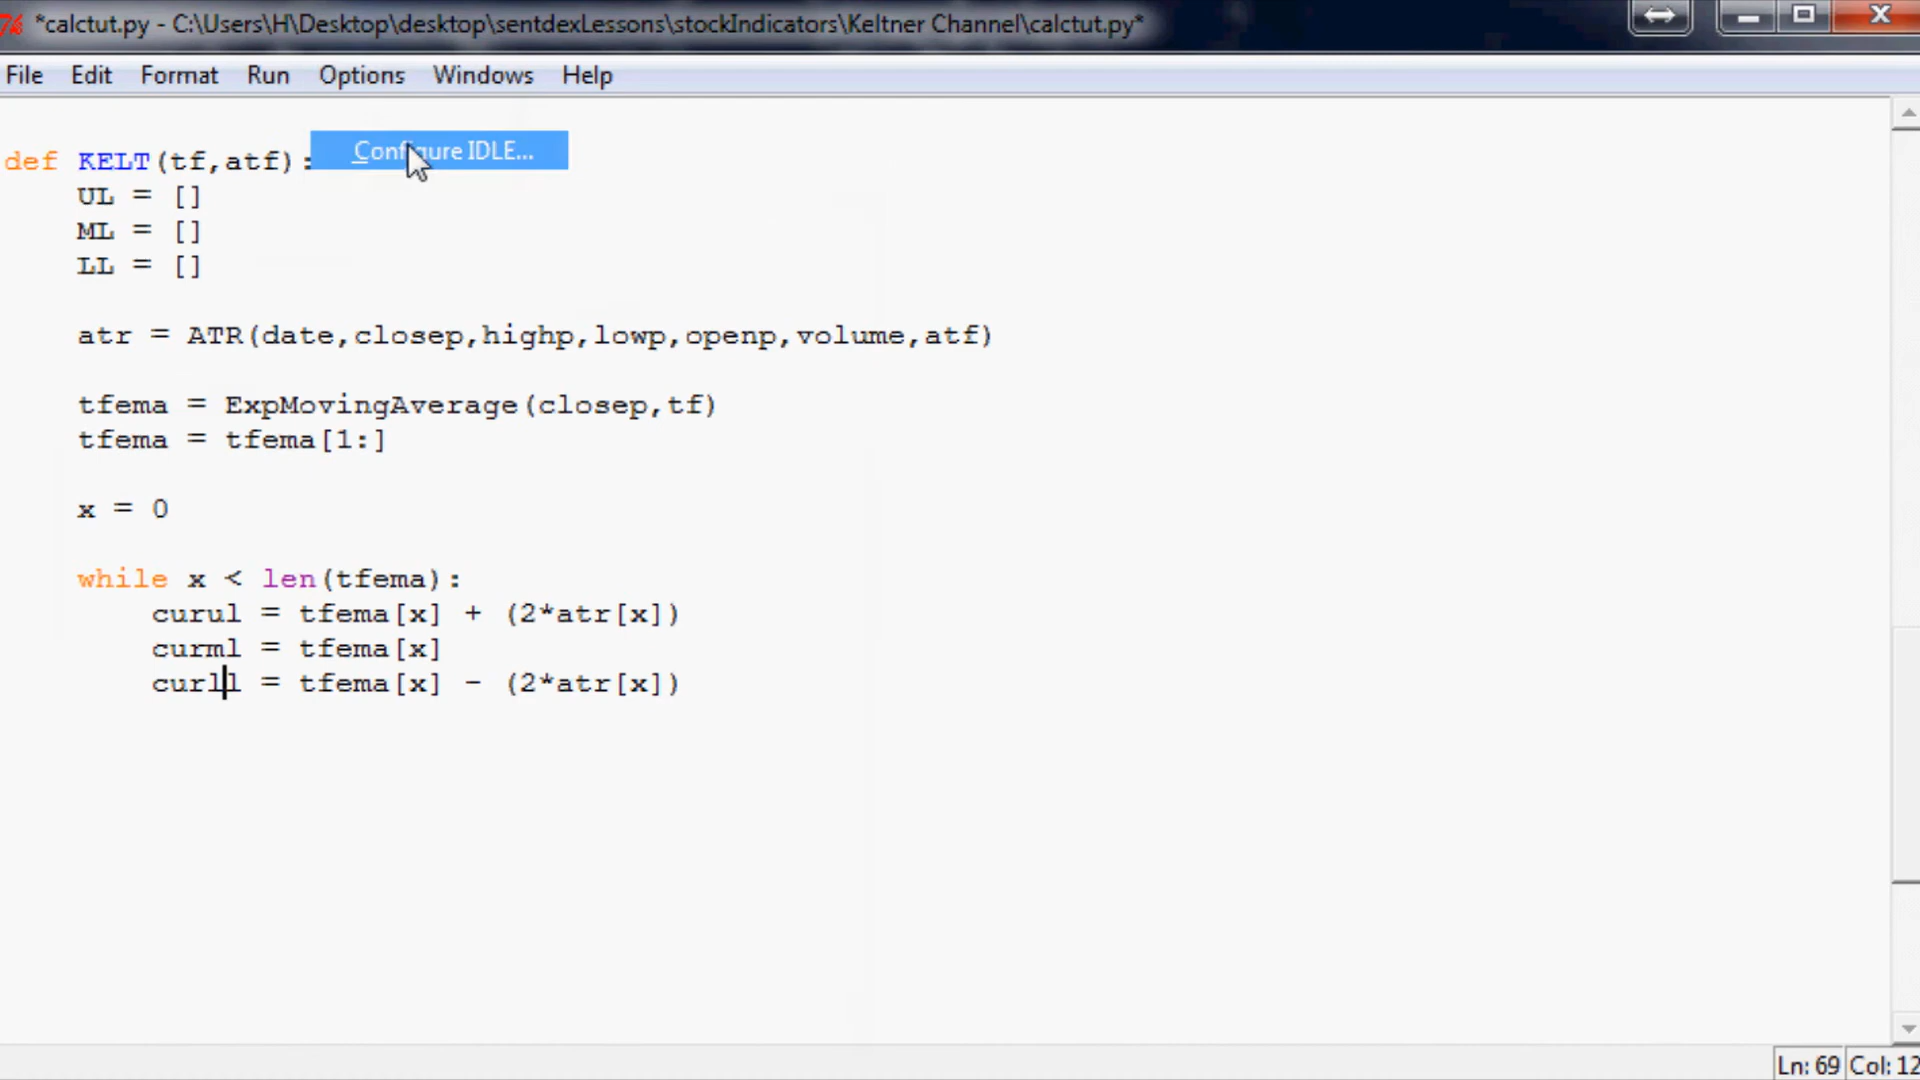 *calctut.py - C:\Users\H\Desktop\desktop\sentdexLessons\stockIndicators\Keltner Channel\calctut.py*
File Edit Format Run Options Windows Help
Configure IDLE...
def KELT(tf,atf):
    UL = []
    ML = []
    LL = []
    atr = ATR(date,closep,highp,lowp,openp,volume,atf)
    tfema = ExpMovingAverage(closep,tf)
    tfema = tfema[1:]
    x = 0
    while x < len(tfema):
        curul = tfema[x] + (2*atr[x])
        curml = tfema[x]
        curll = tfema[x] - (2*atr[x])
Ln: 69 Col: 12